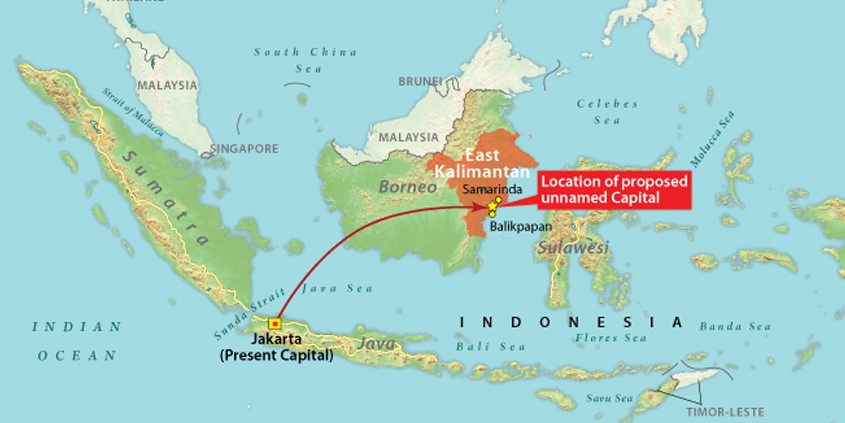 THAILAND
South China
Sea
MALAYSIA
BRUNEI
Strait of Malacca
Celebes
Sea
Molucca Sea
SINGAPORE
MALAYSIA
East
Kalimantan
Sumatra
Borneo
Samarinda
Location of proposed
unnamed Capital
Balikpapan
Sulawesi
Sunda Strait
Java Sea
INDIAN
OCEAN
INDONESIA
Banda Sea
Jakarta
(Present Capital)
Java
Bali Sea
Flores Sea
Savu Sea
TIMOR-LESTE